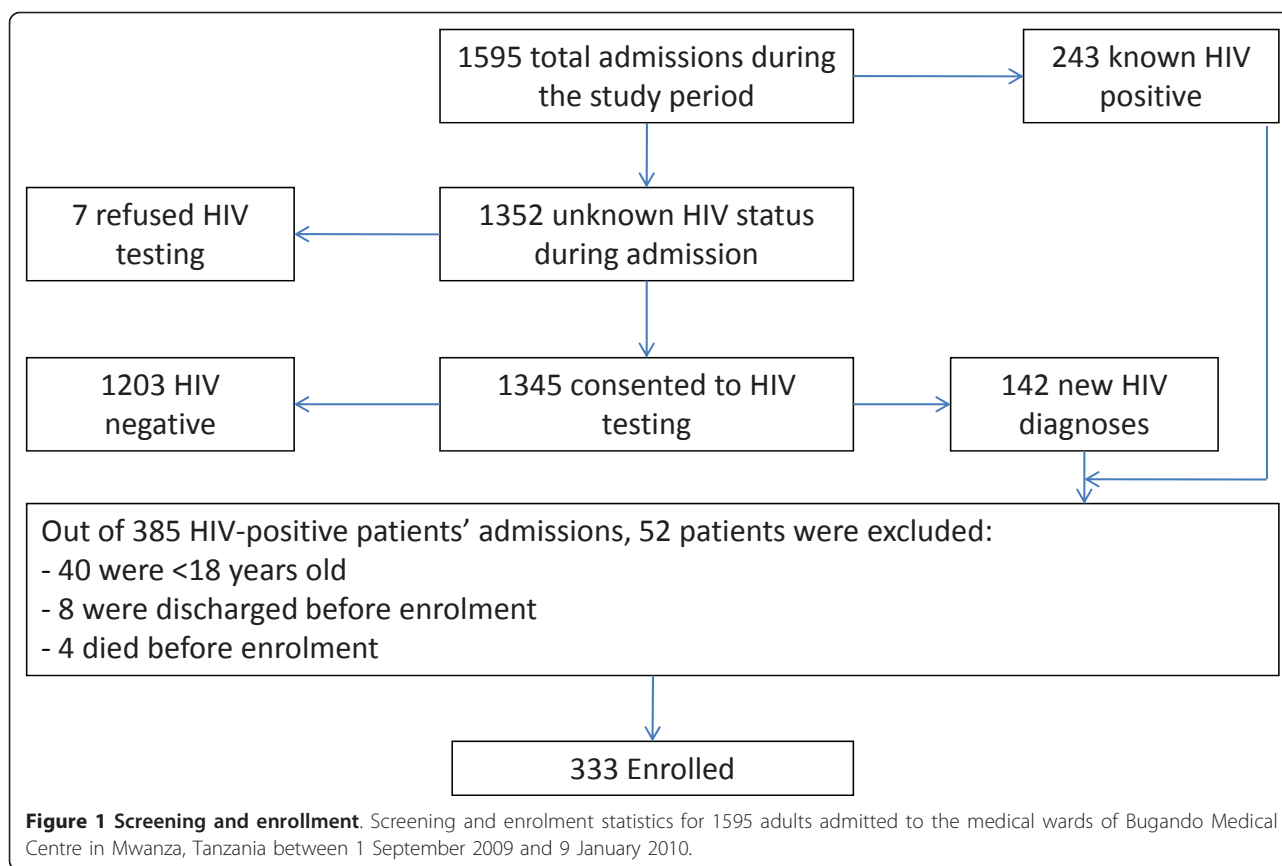 1595 total admissions during
the study period
243 known HIV
positive
7 refused HIV
testing
1352 unknown HIV status
during admission
1203 HIV
negative
1345 consented to HIV
testing
142 new HIV
diagnoses
Out of 385 HIV-positive patients’ admissions, 52 patients were excluded:
- 40 were <18 years old
- 8 were discharged before enrolment
- 4 died before enrolment
333 Enrolled
Figure 1 Screening and enrollment. Screening and enrolment statistics for 1595 adults admitted to the medical wards of Bugando Medical
Centre in Mwanza, Tanzania between 1 September 2009 and 9 January 2010.